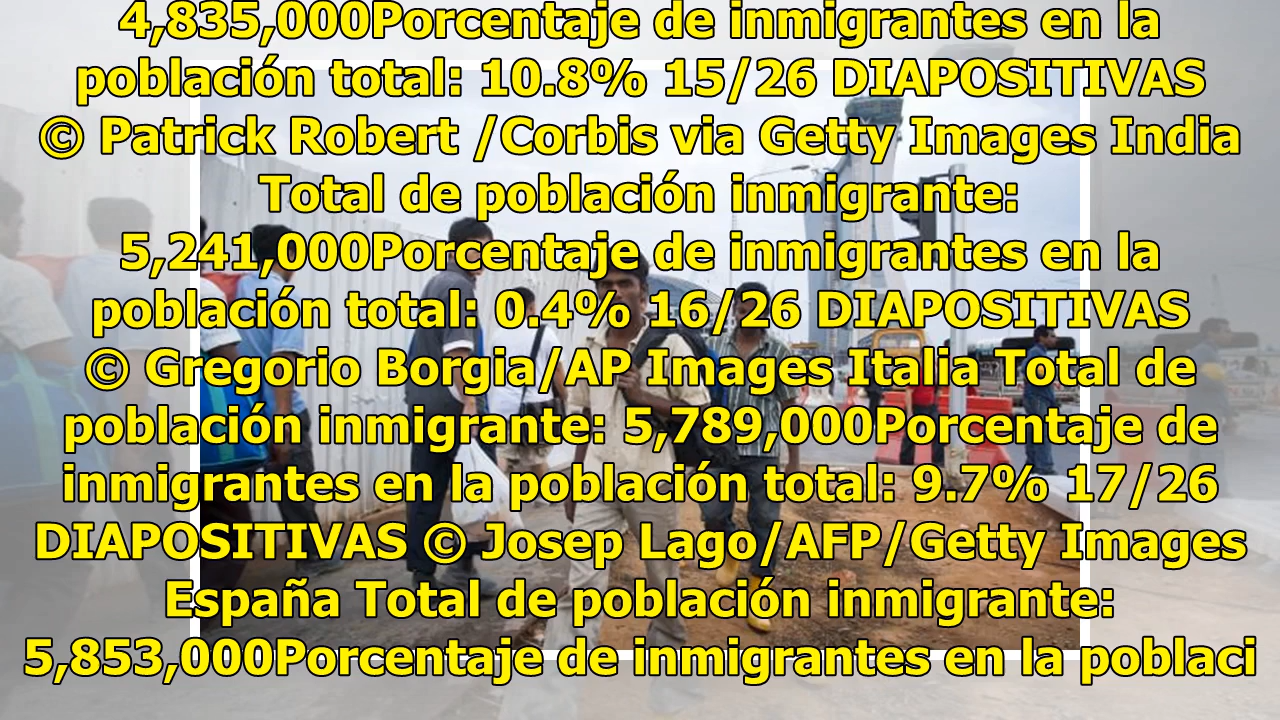 4,835,000Porcentaje de inmigrantes en la
población total: 10.8% 15/26 DIAPOSITIVAS
© Patrick Robert /Corbis via Getty Images India
Total de población inmigrante:
5,241,000Porcentaje de inmigrantes en la
población total: 0.4% 16/26 DIAPOSITIVAS
© Gregorio Borgia/AP Images Italia Total de
población inmigrante: 5,789,000Porcentaje de
inmigrantes en la población total: 9.7% 17/26
DIAPOSITIVAS © Josep Lago/AFP/Getty Images
España Total de población inmigrante:
5,853,000Porcentaje de inmigrantes en la poblaci